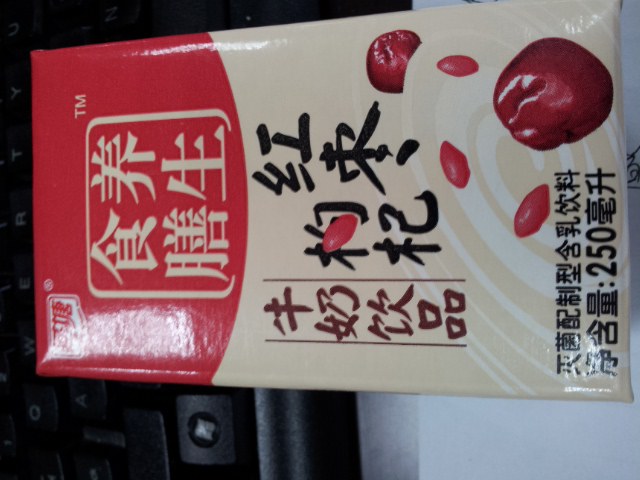 养生
食膳
TM
®
红枣
枸杞
牛奶饮品
灭菌配制型含乳饮料
净含量:250毫升